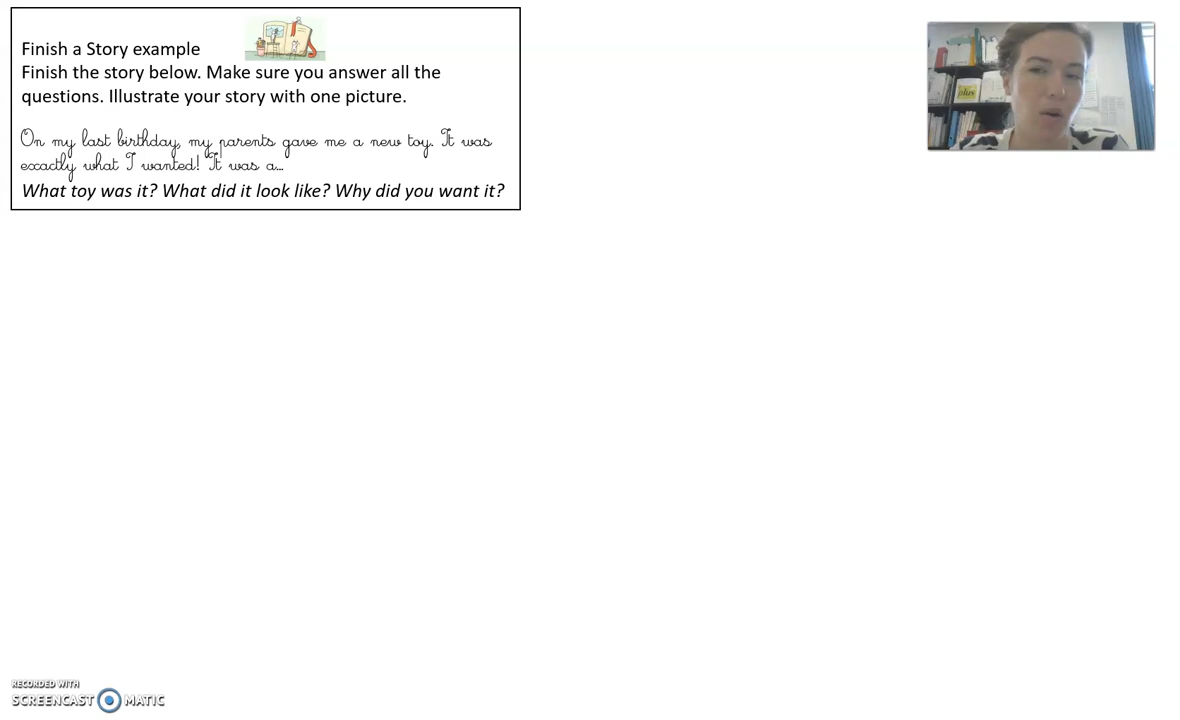 Finish a Story example
Finish the story below. Make sure you answer all the
questions. Illustrate your story with one picture.
On my last birthday, my parents gave me a new toy. It was
exactly what I wanted! It was a...
What toy was it? What did it look like? Why did you want it?
plus
RECORDED WITH
SCREENCAST MATIC